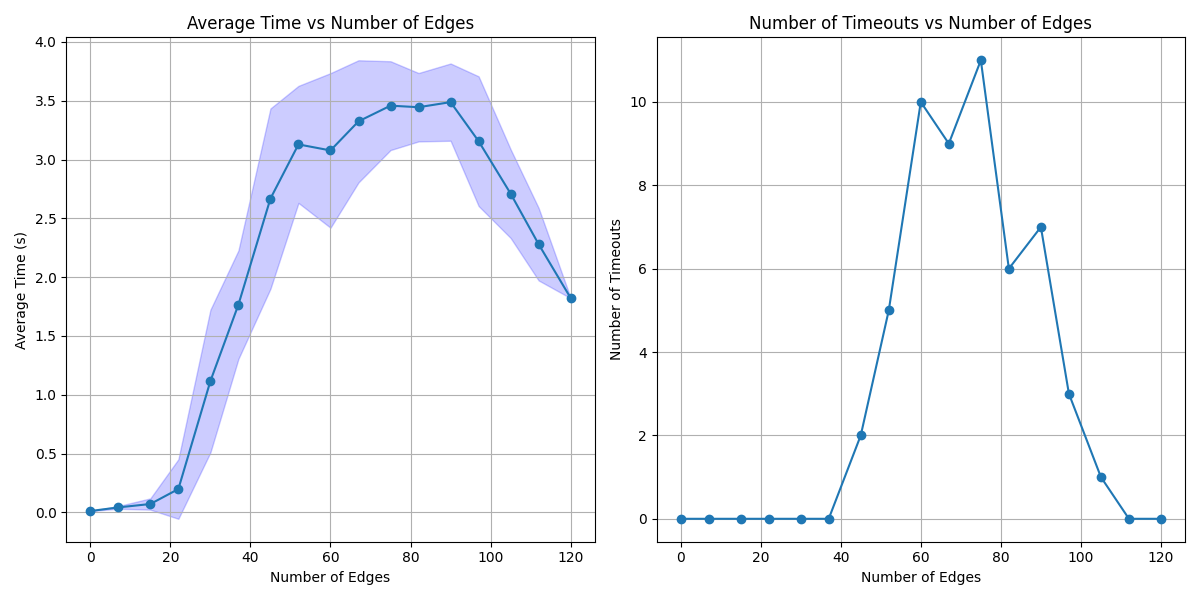 Average Time vs Number of Edges
4.0
3.5
3.0
2.5
2.0
1.5
1.0
0.5
0.0
Average Time (s)
0 20 40 60 80 100 120
Number of Edges
Number of Timeouts vs Number of Edges
10
8
6
4
2
0
Number of Timeouts
0 20 40 60 80 100 120
Number of Edges